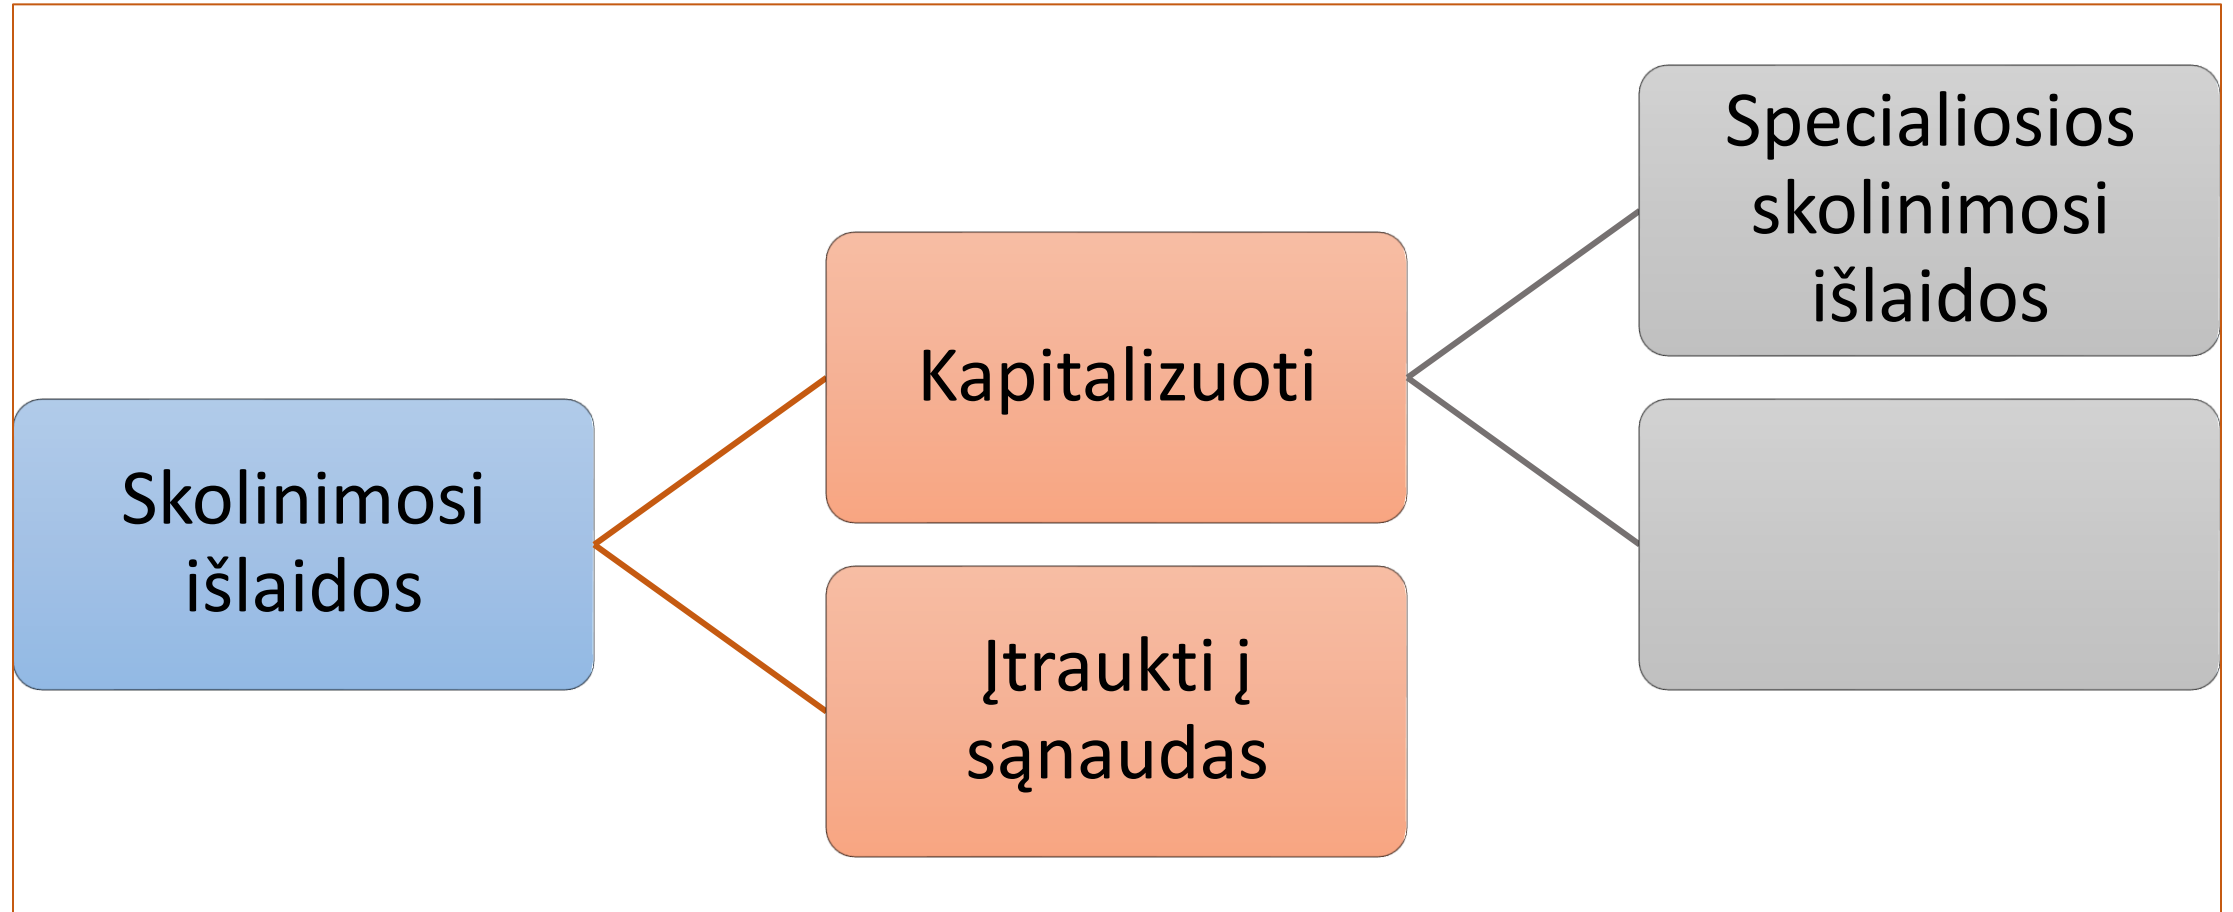 Skolinimosi
išlaidos
Kapitalizuoti
Įtraukti į
sąnaudas
Specialiosios
skolinimosi
išlaidos